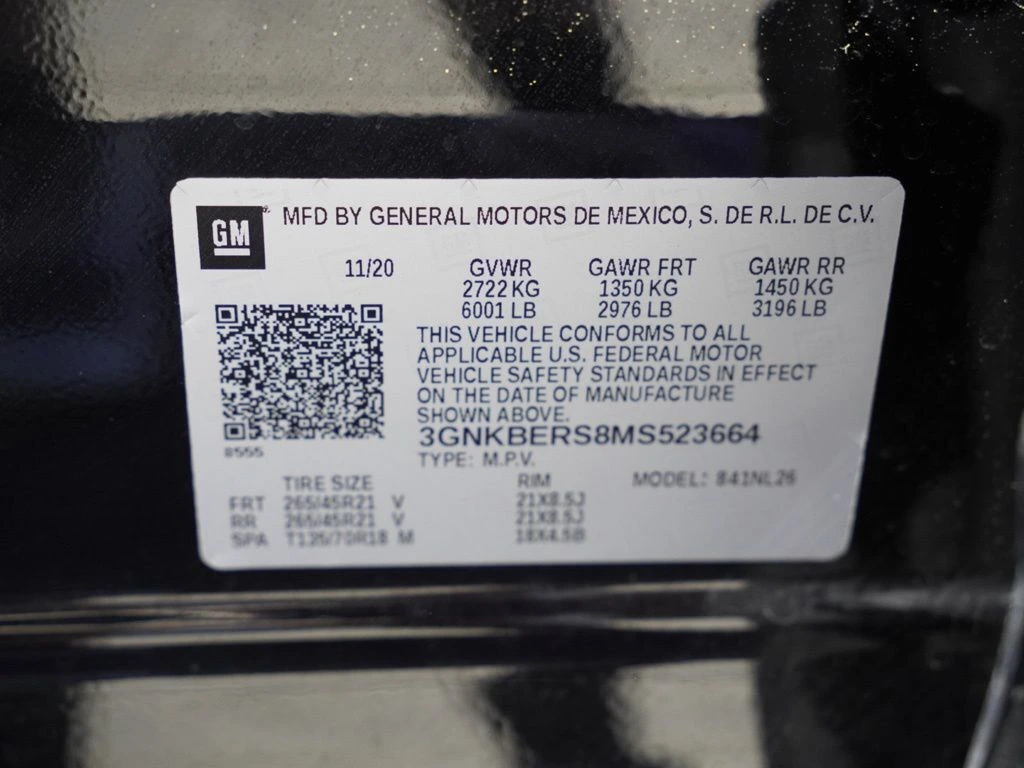 GM
MFD BY GENERAL MOTORS DE MEXICO, S. DE R.L. DE C.V.
11/20 GVWR GAWR FRT GAWR RR
2722 KG 1350 KG 1450 KG
6001 LB 2976 LB 3196 LB
THIS VEHICLE CONFORMS TO ALL
APPLICABLE U.S. FEDERAL MOTOR
VEHICLE SAFETY STANDARDS IN EFFECT
ON THE DATE OF MANUFACTURE
SHOWN ABOVE.
3GNKBERS8MS523664
8555
TYPE: M.P.V.
TIRE SIZE RIM MODEL: 841NL26
FRT 265/45R21 V 21X8.5J
RR 265/45R21 V 21X8.5J
SPA T135/70R18 M 18X4.5B